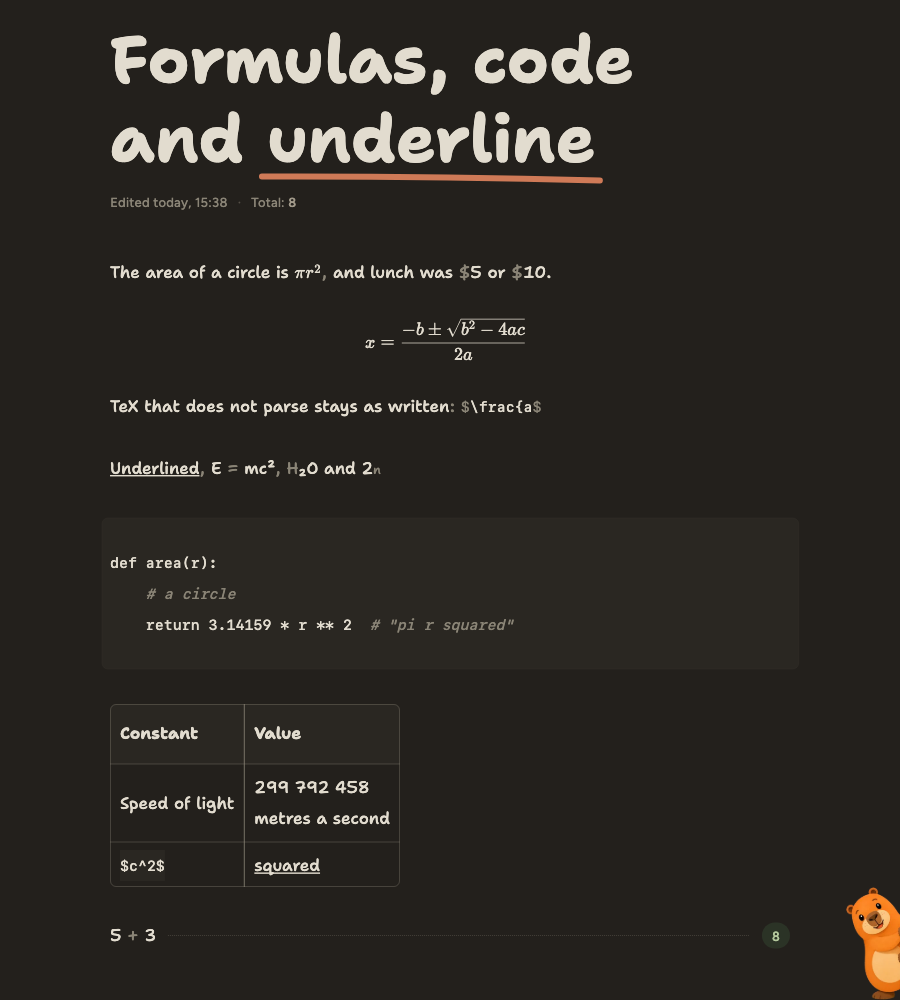 Formulas, code
and underline
Edited today, 15:38 · Total: 8
The area of a circle is πr², and lunch was $5 or $10.
x = (−b ± √(b² − 4ac)) / 2a
TeX that does not parse stays as written: $\frac{a$
Underlined, E = mc², H₂O and 2n
def area(r):
    # a circle
    return 3.14159 * r ** 2  # "pi r squared"
Constant Value
Speed of light 299 792 458
metres a second
$c^2$ squared
5 + 3 8